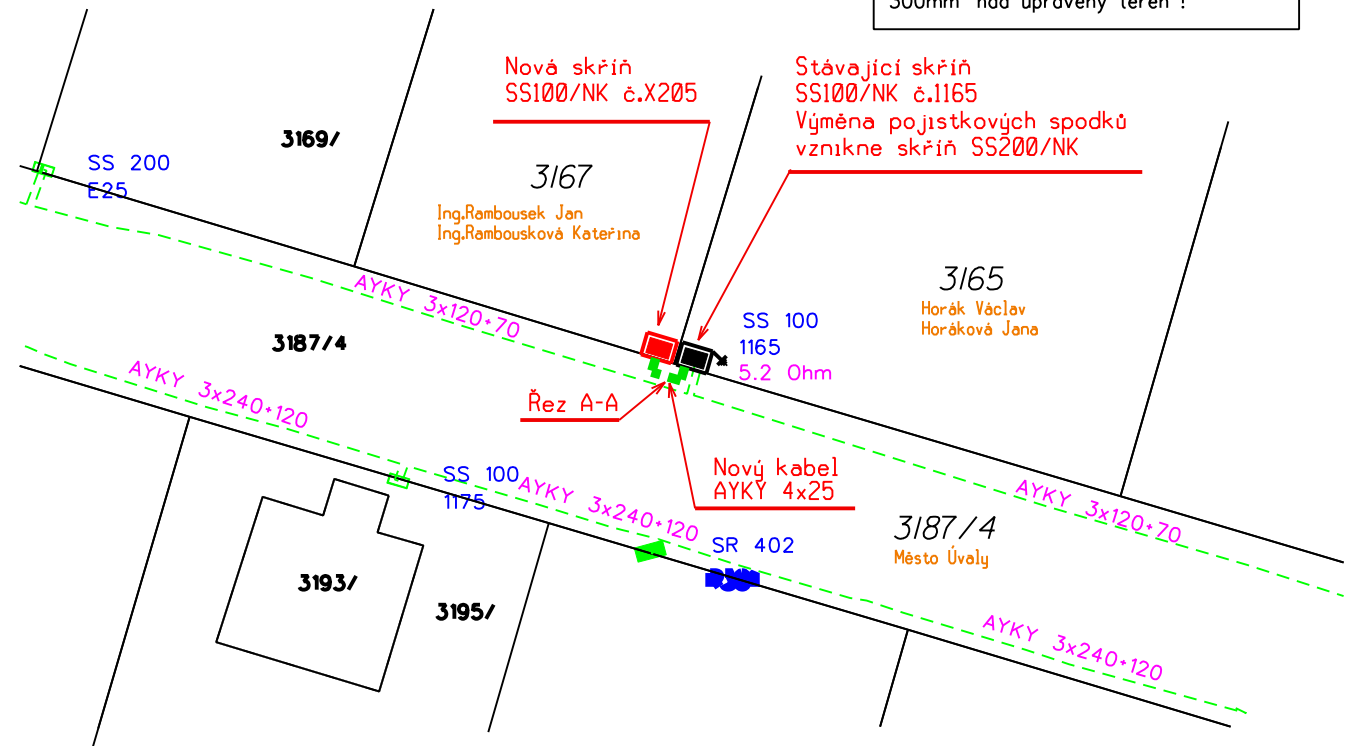 300mm nad upravený terén !
Nová skříň
SS100/NK č.X205
Stávající skříň
SS100/NK č.1165
Výměna pojistkových spodků
vznikne skříň SS200/NK
3169/
SS 200
E25
3167
Ing.Rambousek Jan
Ing.Rambousková Kateřina
3165
Horák Václav
Horáková Jana
AYKY 3x120+70
SS 100
1165
5.2 Ohm
3187/4
AYKY 3x240+120
Řez A-A
Nový kabel
AYKY 4x25
SS 100
1175
AYKY 3x240+120
AYKY 3x120+70
3187/4
Město Úvaly
SR 402
3193/
3195/
AYKY 3x240+120